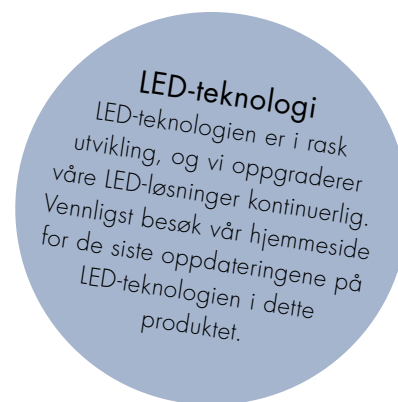 LED-teknologi
LED-teknologien er i rask
utvikling, og vi oppgraderer
våre LED-løsninger kontinuerlig.
Vennligst besøk vår hjemmeside
for de siste oppdateringene på
LED-teknologien i dette
produktet.